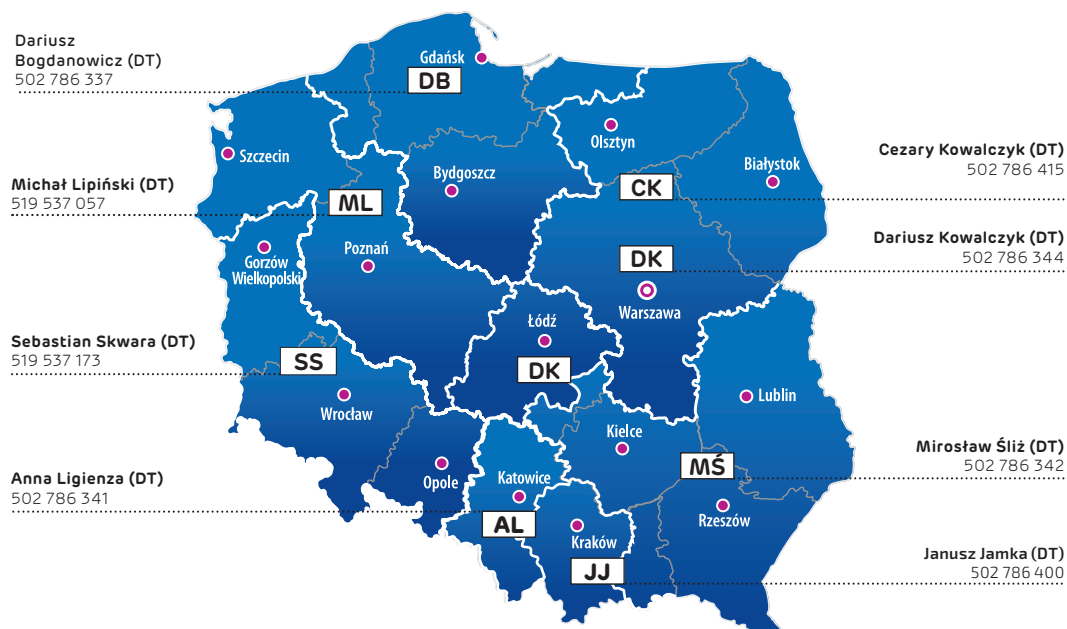 Dariusz
Bogdanowicz (DT)
502 786 337
Michał Lipiński (DT)
519 537 057
Sebastian Skwara (DT)
519 537 173
Anna Ligienza (DT)
502 786 341
Gdańsk
DB
Szczecin
Bydgoszcz
Olsztyn
Białystok
CK
ML
Gorzów
Wielkopolski
Poznań
DK
Warszawa
Łódź
DK
SS
Wrocław
Lublin
Kielce
Opole
Katowice
MŚ
Rzeszów
AL
Kraków
JJ
Cezary Kowalczyk (DT)
502 786 415
Dariusz Kowalczyk (DT)
502 786 344
Mirosław Śliż (DT)
502 786 342
Janusz Jamka (DT)
502 786 400